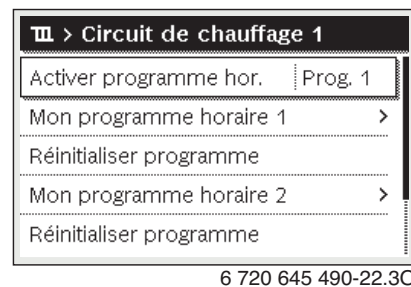 > Circuit de chauffage 1
Activer programme hor. Prog. 1
Mon programme horaire 1 >
Réinitialiser programme
Mon programme horaire 2 >
Réinitialiser programme
6 720 645 490-22.3O